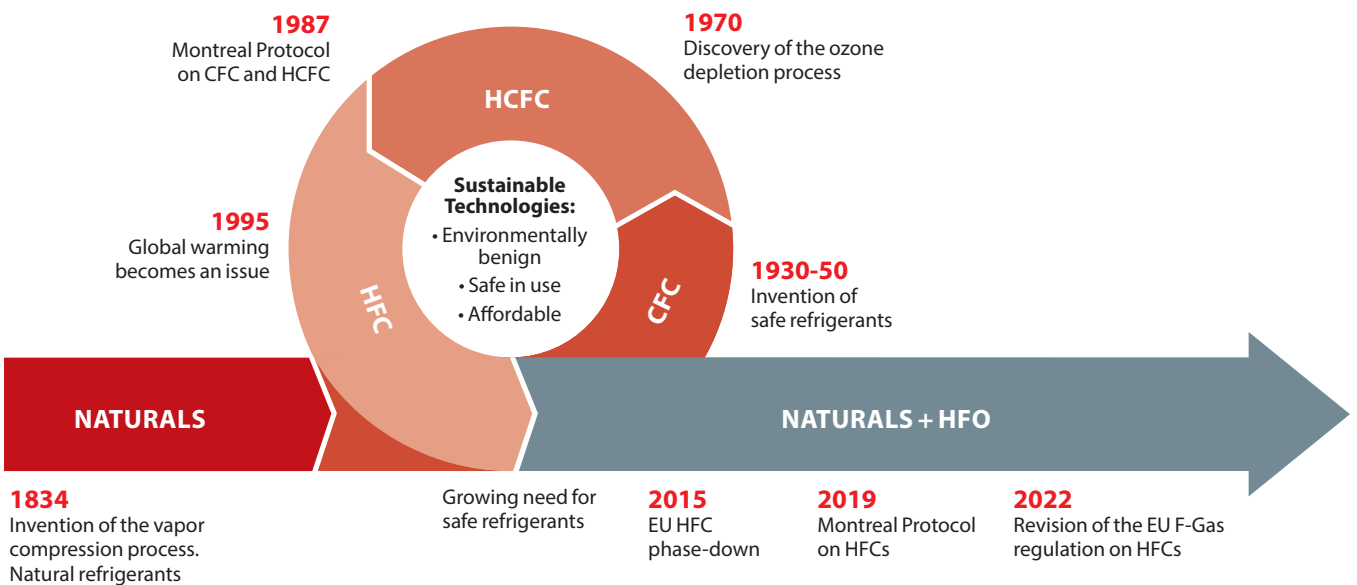 1987
Montreal Protocol
on CFC and HCFC
1970
Discovery of the ozone
depletion process
HCFC
Sustainable
Technologies:
• Environmentally
benign
• Safe in use
• Affordable
1995
Global warming
becomes an issue
HFC
CFC
1930-50
Invention of
safe refrigerants
NATURALS
NATURALS + HFO
1834
Invention of the vapor
compression process.
Natural refrigerants
Growing need for
safe refrigerants
2015
EU HFC
phase-down
2019
Montreal Protocol
on HFCs
2022
Revision of the EU F-Gas
regulation on HFCs